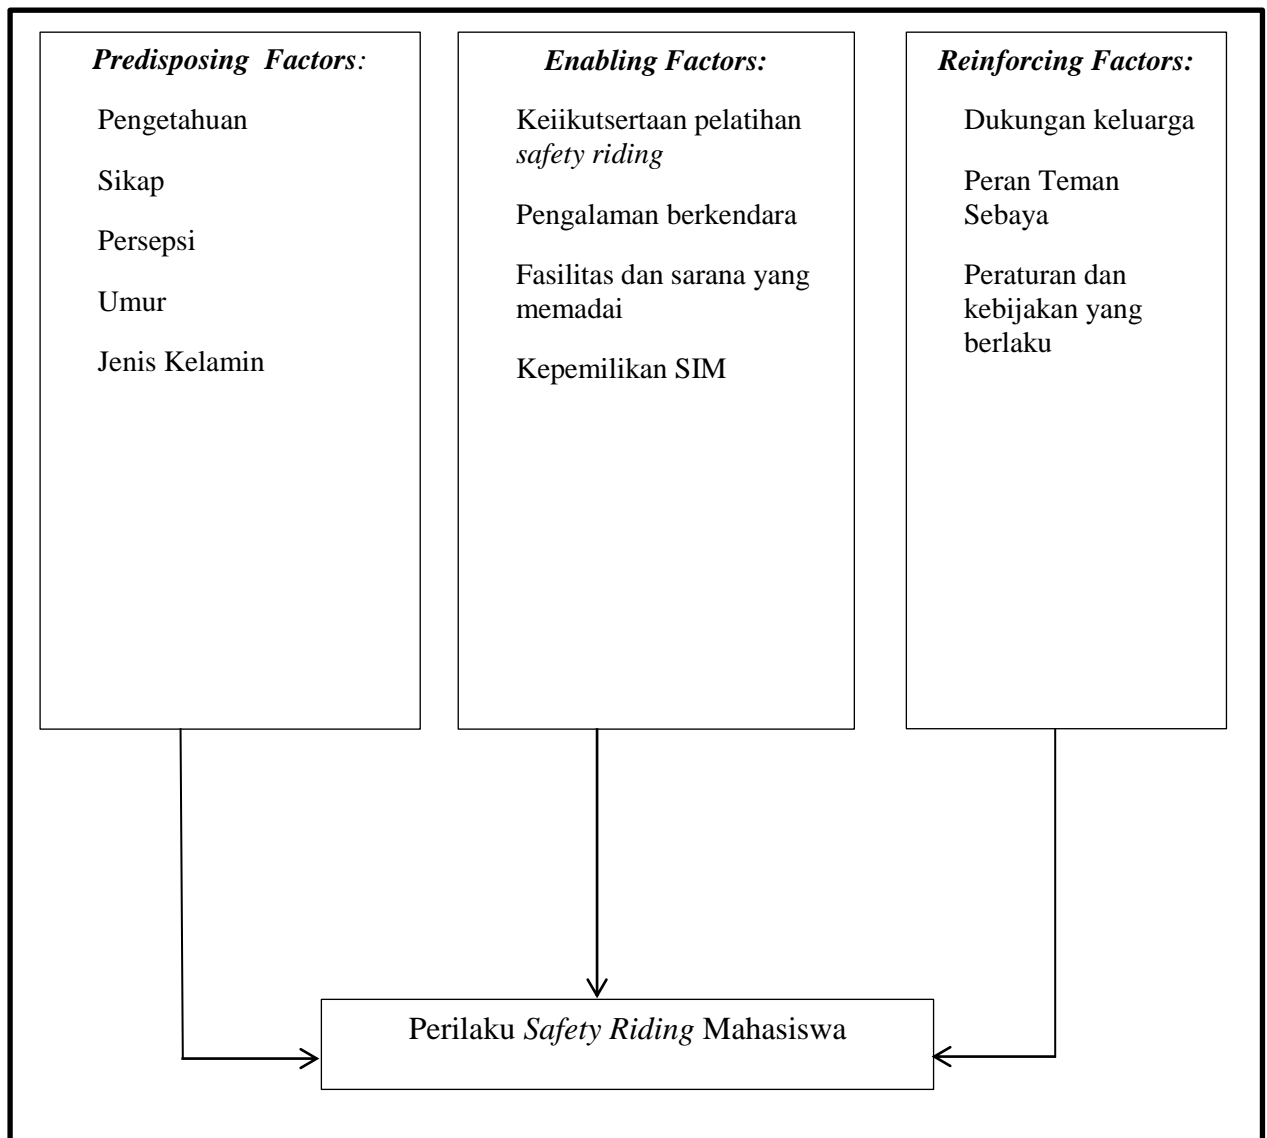 Predisposing Factors:
Pengetahuan
Sikap
Persepsi
Umur
Jenis Kelamin
Enabling Factors:
Keiikutsertaan pelatihan
safety riding
Pengalaman berkendara
Fasilitas dan sarana yang
memadai
Kepemilikan SIM
Reinforcing Factors:
Dukungan keluarga
Peran Teman
Sebaya
Peraturan dan
kebijakan yang
berlaku
Perilaku Safety Riding Mahasiswa